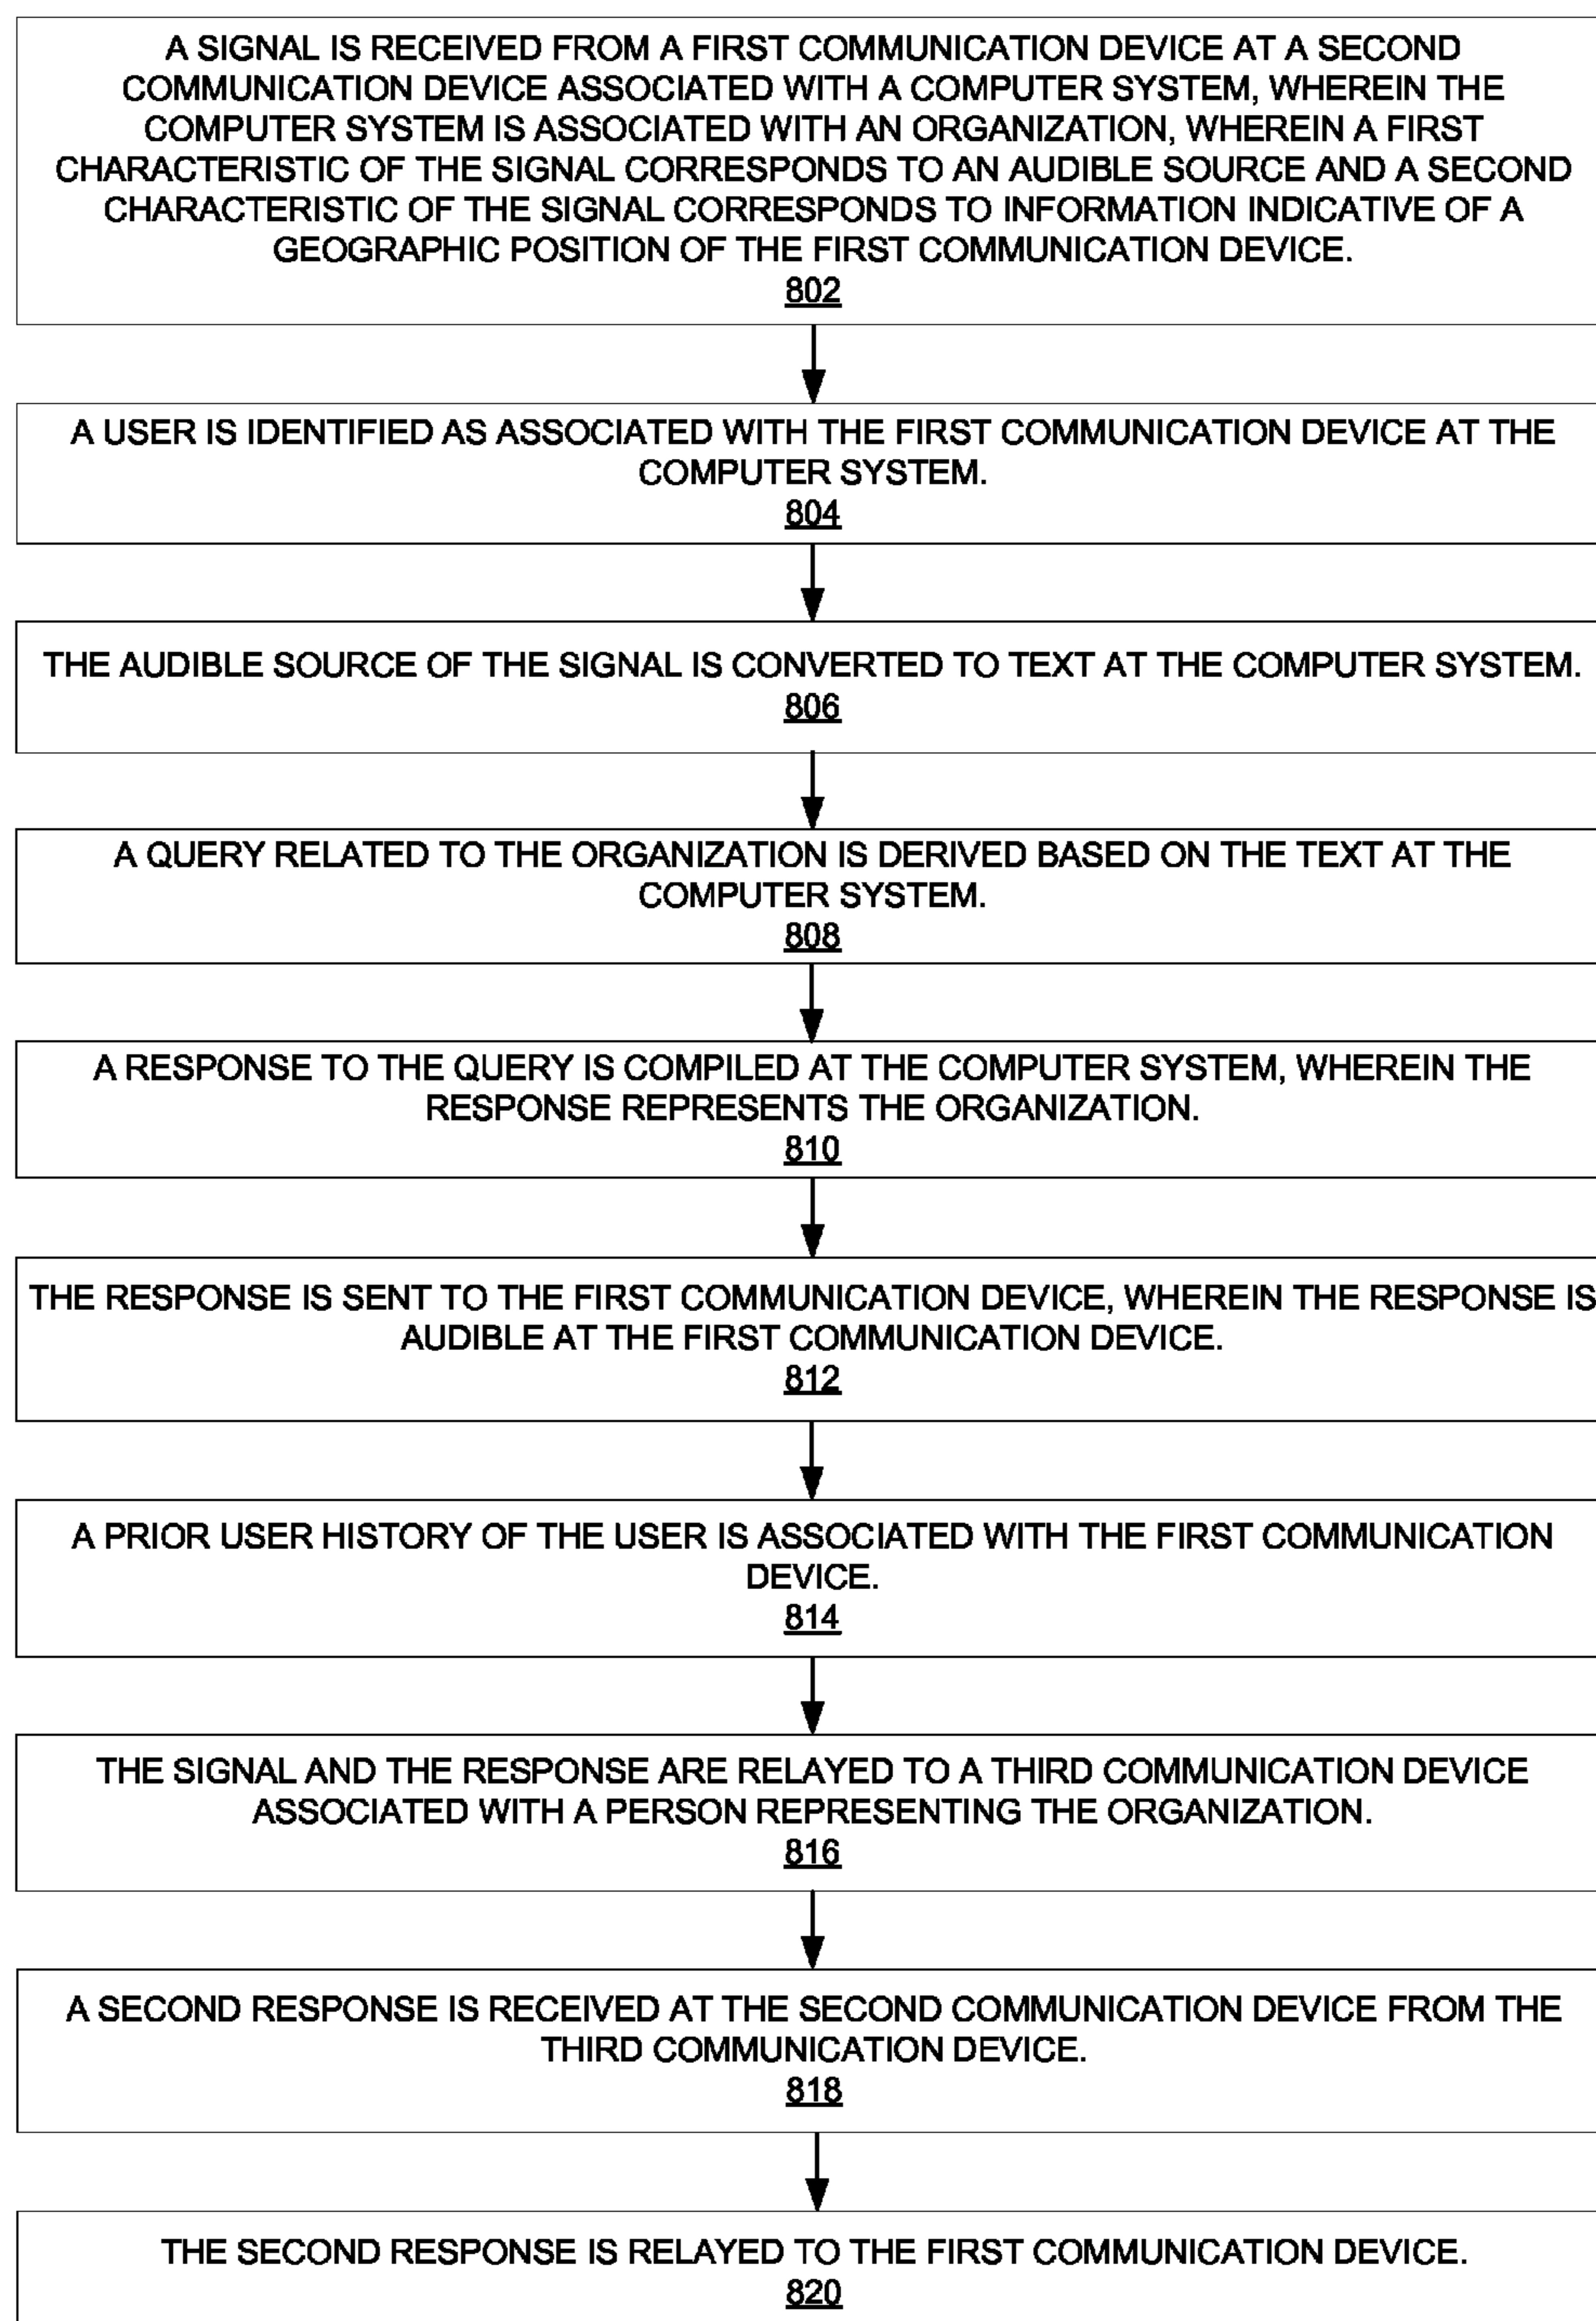 A SIGNAL IS RECEIVED FROM A FIRST COMMUNICATION DEVICE AT A SECOND
COMMUNICATION DEVICE ASSOCIATED WITH A COMPUTER SYSTEM, WHEREIN THE
COMPUTER SYSTEM IS ASSOCIATED WITH AN ORGANIZATION, WHEREIN A FIRST
CHARACTERISTIC OF THE SIGNAL CORRESPONDS TO AN AUDIBLE SOURCE AND A SECOND
CHARACTERISTIC OF THE SIGNAL CORRESPONDS TO INFORMATION INDICATIVE OF A
GEOGRAPHIC POSITION OF THE FIRST COMMUNICATION DEVICE.
802
A USER IS IDENTIFIED AS ASSOCIATED WITH THE FIRST COMMUNICATION DEVICE AT THE
COMPUTER SYSTEM.
804
THE AUDIBLE SOURCE OF THE SIGNAL IS CONVERTED TO TEXT AT THE COMPUTER SYSTEM.
806
A QUERY RELATED TO THE ORGANIZATION IS DERIVED BASED ON THE TEXT AT THE
COMPUTER SYSTEM.
808
A RESPONSE TO THE QUERY IS COMPILED AT THE COMPUTER SYSTEM, WHEREIN THE
RESPONSE REPRESENTS THE ORGANIZATION.
810
THE RESPONSE IS SENT TO THE FIRST COMMUNICATION DEVICE, WHEREIN THE RESPONSE IS
AUDIBLE AT THE FIRST COMMUNICATION DEVICE.
812
A PRIOR USER HISTORY OF THE USER IS ASSOCIATED WITH THE FIRST COMMUNICATION
DEVICE.
814
THE SIGNAL AND THE RESPONSE ARE RELAYED TO A THIRD COMMUNICATION DEVICE
ASSOCIATED WITH A PERSON REPRESENTING THE ORGANIZATION.
816
A SECOND RESPONSE IS RECEIVED AT THE SECOND COMMUNICATION DEVICE FROM THE
THIRD COMMUNICATION DEVICE.
818
THE SECOND RESPONSE IS RELAYED TO THE FIRST COMMUNICATION DEVICE.
820